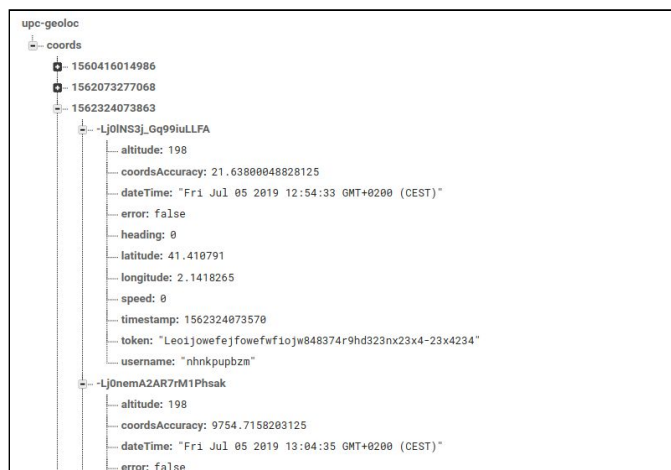 upc-geoloc
coords
1560416014986
1562073277068
1562324073863
-Lj0lNS3j_Gq99iuLLFA
altitude: 198
coordsAccuracy: 21.63800048828125
dateTime: "Fri Jul 05 2019 12:54:33 GMT+0200 (CEST)"
error: false
heading: 0
latitude: 41.410791
longitude: 2.1418265
speed: 0
timestamp: 1562324073570
token: "Leoijowefejfowefwfiojw848374r9hd323nx23x4-23x4234"
username: "nhnkpupbzm"
-Lj0nemA2AR7rM1Phsak
altitude: 198
coordsAccuracy: 9754.7158203125
dateTime: "Fri Jul 05 2019 13:04:35 GMT+0200 (CEST)"
error: false